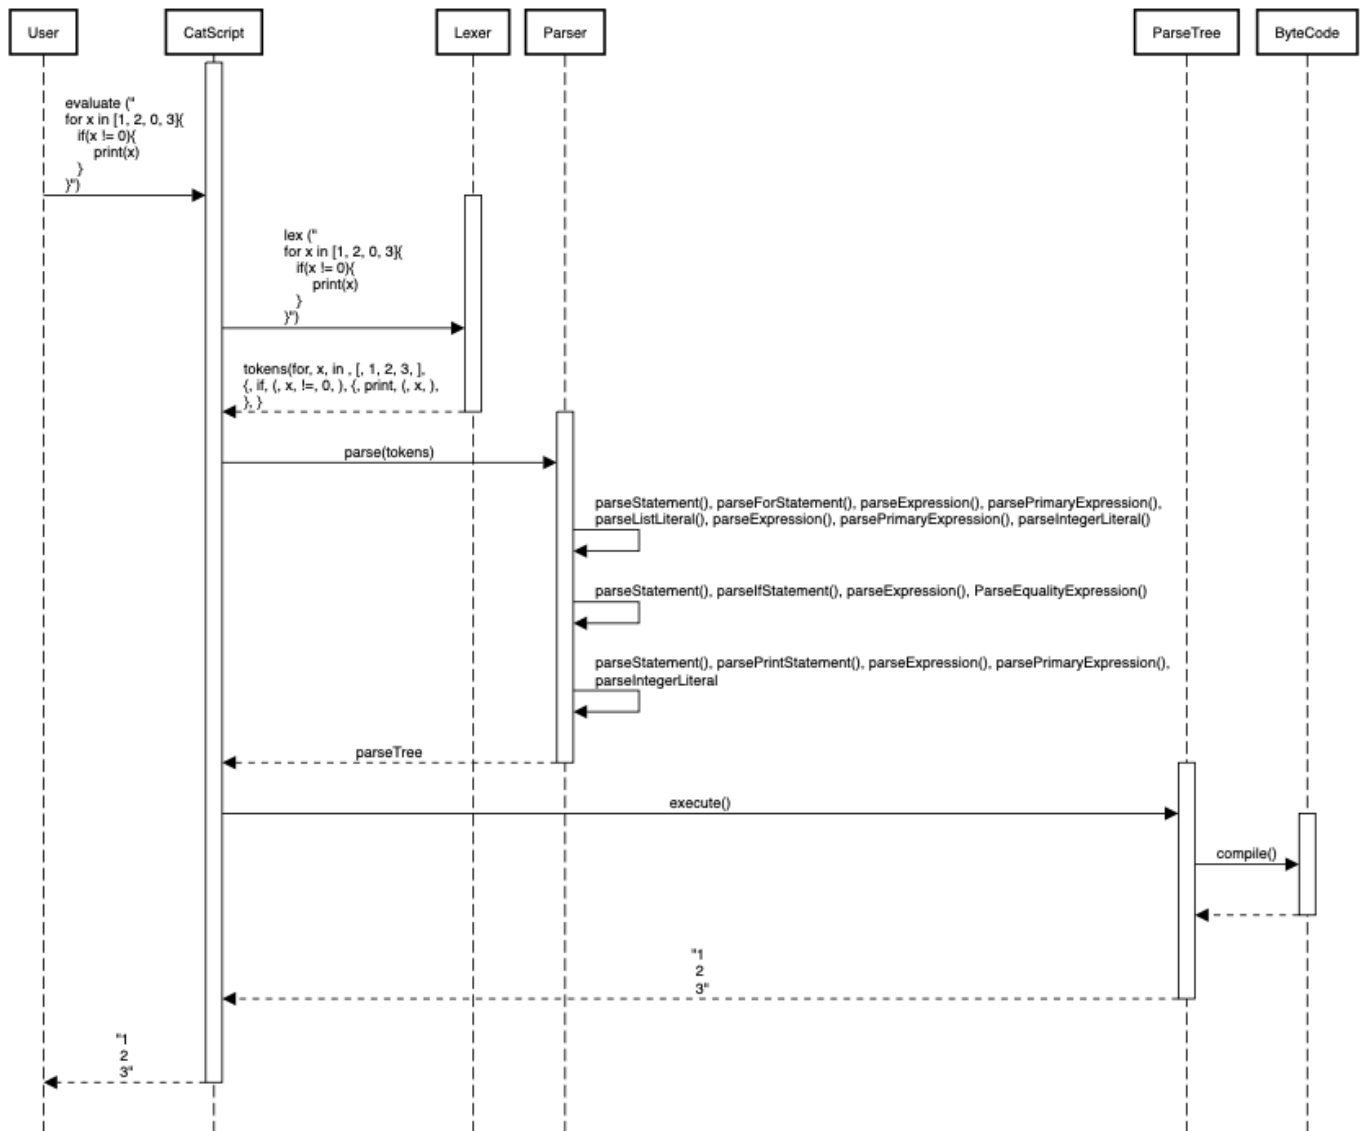 User
CatScript
Lexer
Parser
ParseTree
ByteCode
evaluate ("
for x in [1, 2, 0, 3]{
if(x != 0){
print(x)
}
}")
lex ("
for x in [1, 2, 0, 3]{
if(x != 0){
print(x)
}
}")
tokens(for, x, in , [, 1, 2, 3, ],
{, if, (, x, !=, 0, ), {, print, (, x, ),
}, }
parse(tokens)
parseStatement(), parseForStatement(), parseExpression(), parsePrimaryExpression(),
parseListLiteral(), parseExpression(), parsePrimaryExpression(), parseIntegerLiteral()
parseStatement(), parseIfStatement(), parseExpression(), ParseEqualityExpression()
parseStatement(), parsePrintStatement(), parseExpression(), parsePrimaryExpression(),
parseIntegerLiteral
parseTree
execute()
compile()
"1
2
3"
"1
2
3"